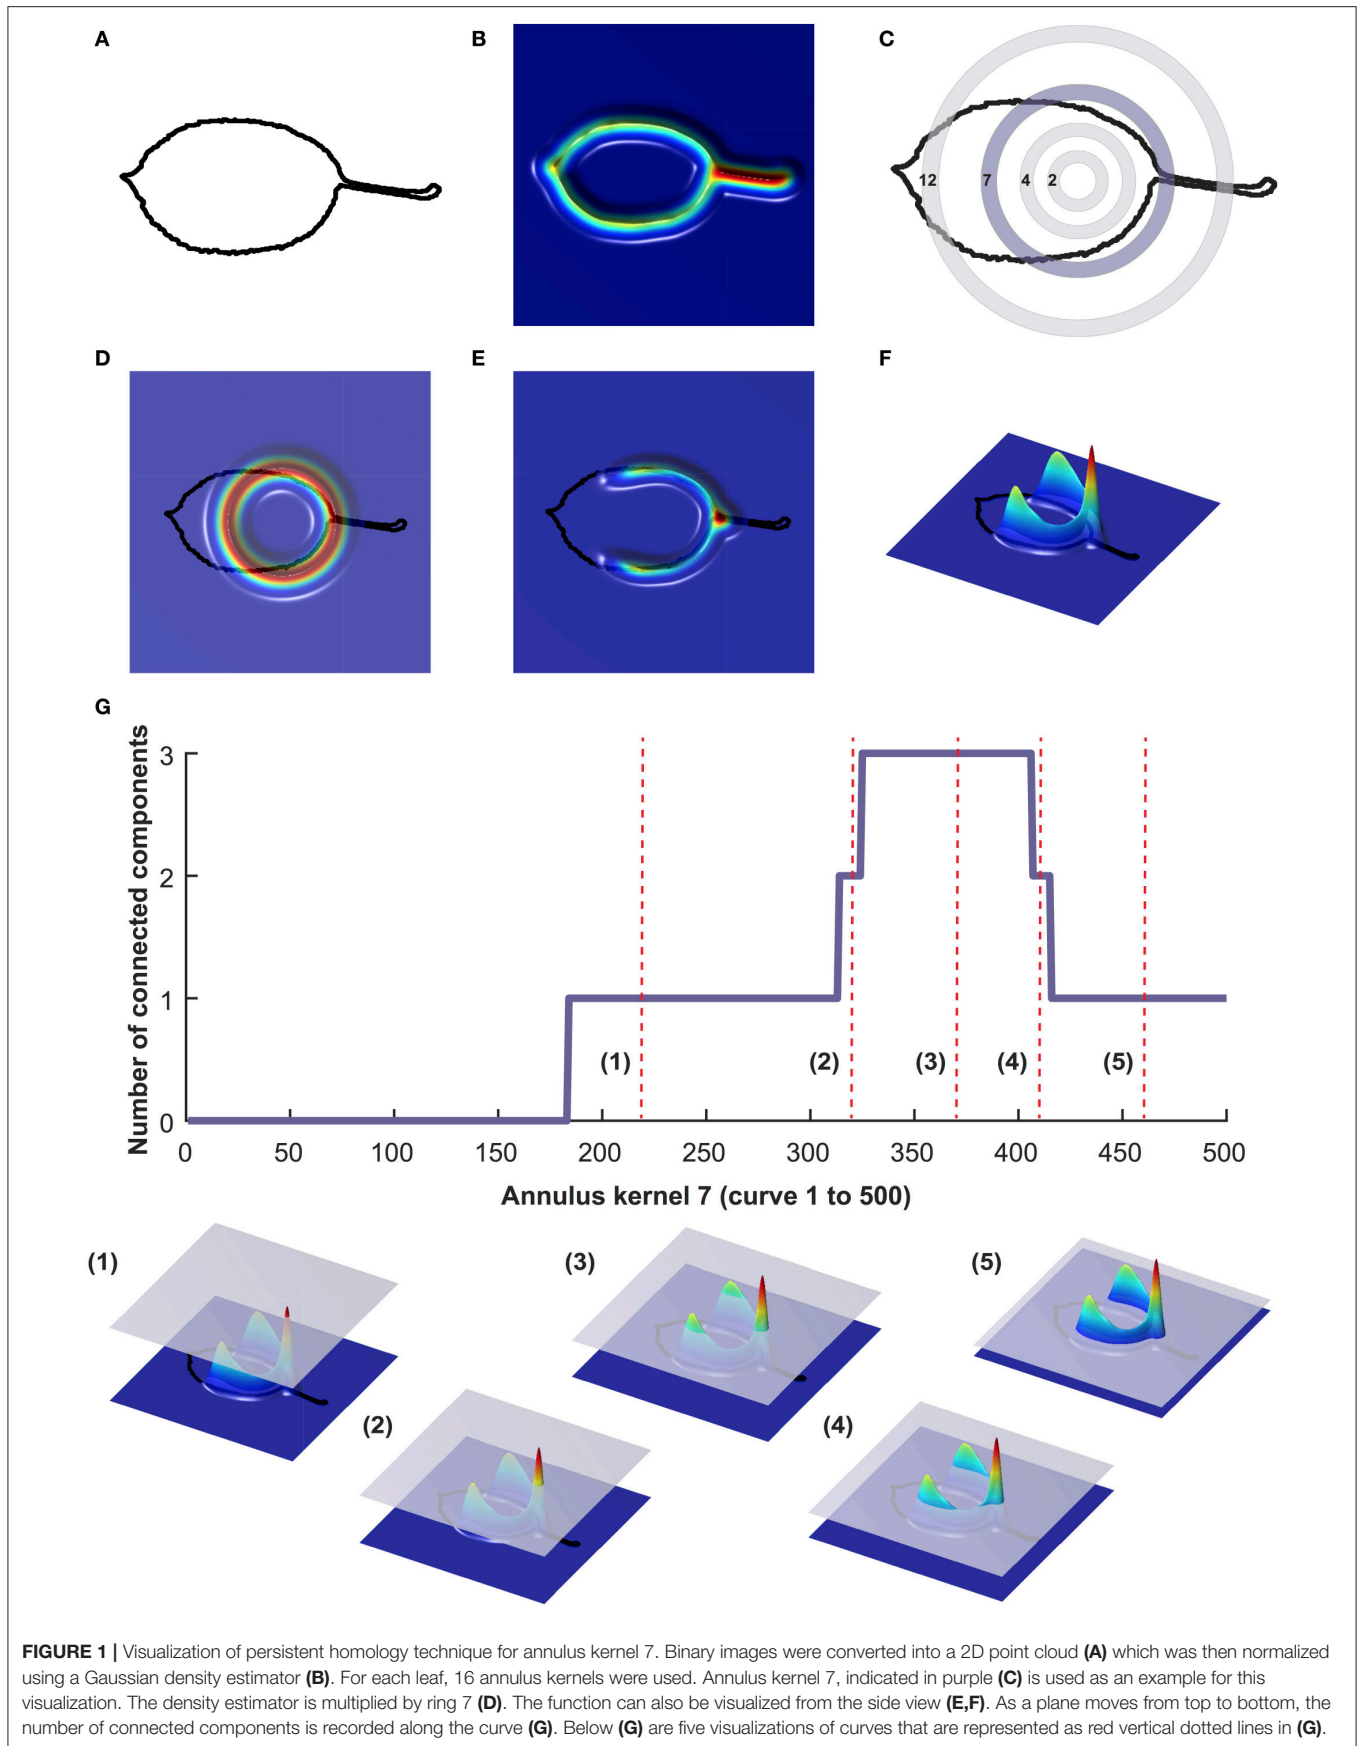 A
B
C
12
7
4
2
D
E
F
G
Number of connected components
3
2
1
0
(1)
(2)
(3)
(4)
(5)
0
50
100
150
200
250
300
350
400
450
500
Annulus kernel 7 (curve 1 to 500)
(1)
(3)
(5)
(2)
(4)
FIGURE 1 | Visualization of persistent homology technique for annulus kernel 7. Binary images were converted into a 2D point cloud (A) which was then normalized
using a Gaussian density estimator (B). For each leaf, 16 annulus kernels were used. Annulus kernel 7, indicated in purple (C) is used as an example for this
visualization. The density estimator is multiplied by ring 7 (D). The function can also be visualized from the side view (E,F). As a plane moves from top to bottom, the
number of connected components is recorded along the curve (G). Below (G) are five visualizations of curves that are represented as red vertical dotted lines in (G).